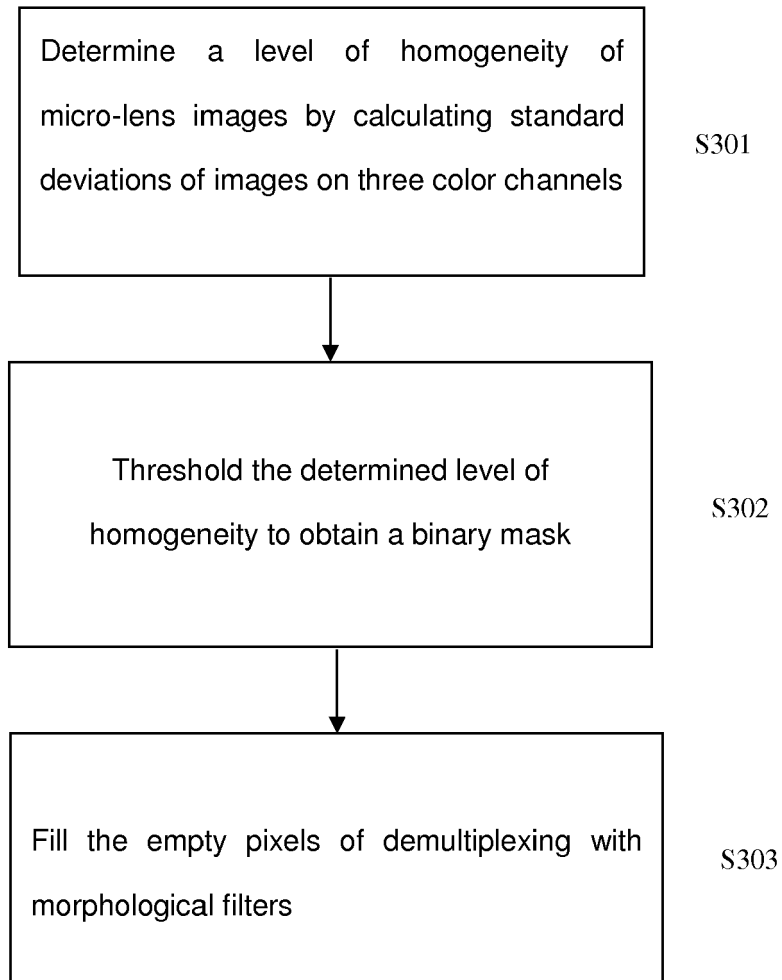 Determine a level of homogeneity of
micro-lens images by calculating standard
deviations of images on three color channels
S301
Threshold the determined level of
homogeneity to obtain a binary mask
S302
Fill the empty pixels of demultiplexing with
morphological filters
S303